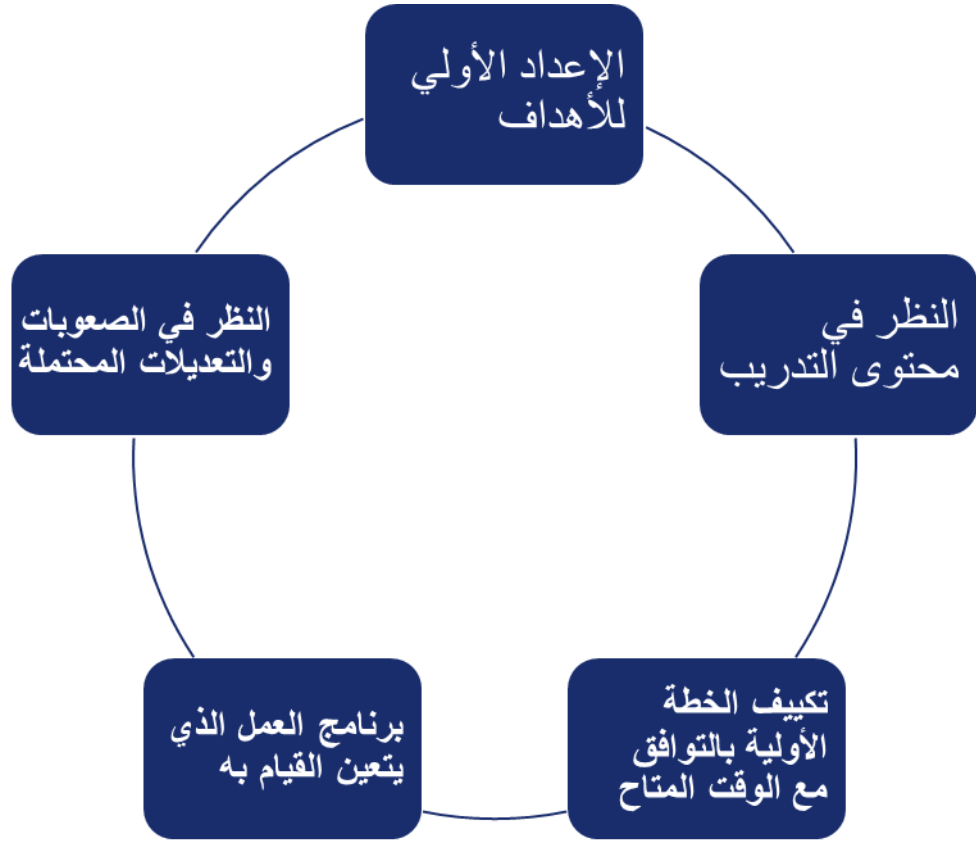 الإعداد الأولي
للأهداف
النظر في
محتوى التدريب
تكييف الخطة
الأولية بالتوافق
مع الوقت المتاح
برنامج العمل الذي
يتعين القيام به
النظر في الصعوبات
والتعديلات المحتملة